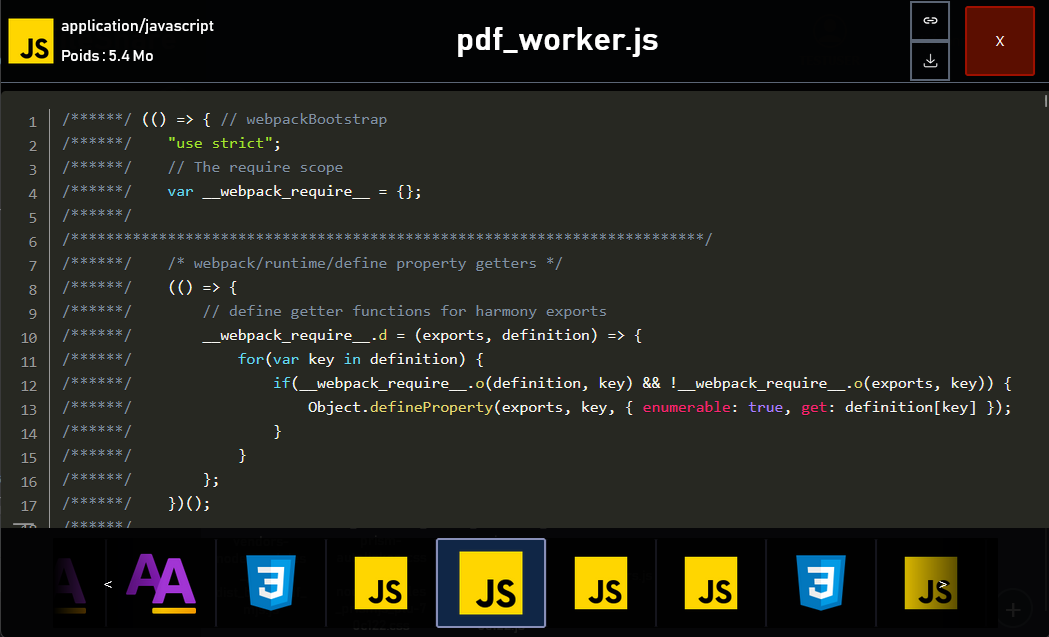 JS
application/javascript
Poids : 5.4 Mo
pdf_worker.js
X
1 /******/ (() => { // webpackBootstrap
2 /******/ 	"use strict";
3 /******/ 	// The require scope
4 /******/ 	var __webpack_require__ = {};
5 /******/
6 /************************************************************************/
7 /******/ 	/* webpack/runtime/define property getters */
8 /******/ 	(() => {
9 /******/ 		// define getter functions for harmony exports
10 /******/ 		__webpack_require__.d = (exports, definition) => {
11 /******/ 			for(var key in definition) {
12 /******/ 				if(__webpack_require__.o(definition, key) && !__webpack_require__.o(exports, key)) {
13 /******/ 					Object.defineProperty(exports, key, { enumerable: true, get: definition[key] });
14 /******/ 				}
15 /******/ 			}
16 /******/ 		};
17 /******/ 	})();
< AA 3 JS JS JS JS 3 JS >